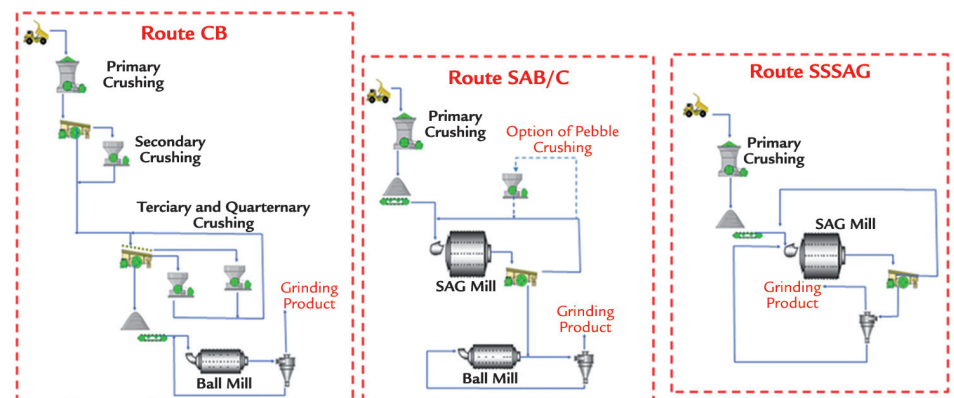 Route CB
Primary
Crushing
Secondary
Crushing
Terciary and Quarternary
Crushing
Grinding
Product
Ball Mill
Route SAB/C
Primary
Crushing
Option of Pebble
Crushing
SAG Mill
Grinding
Product
Ball Mill
Route SSSAG
Primary
Crushing
SAG Mill
Grinding
Product